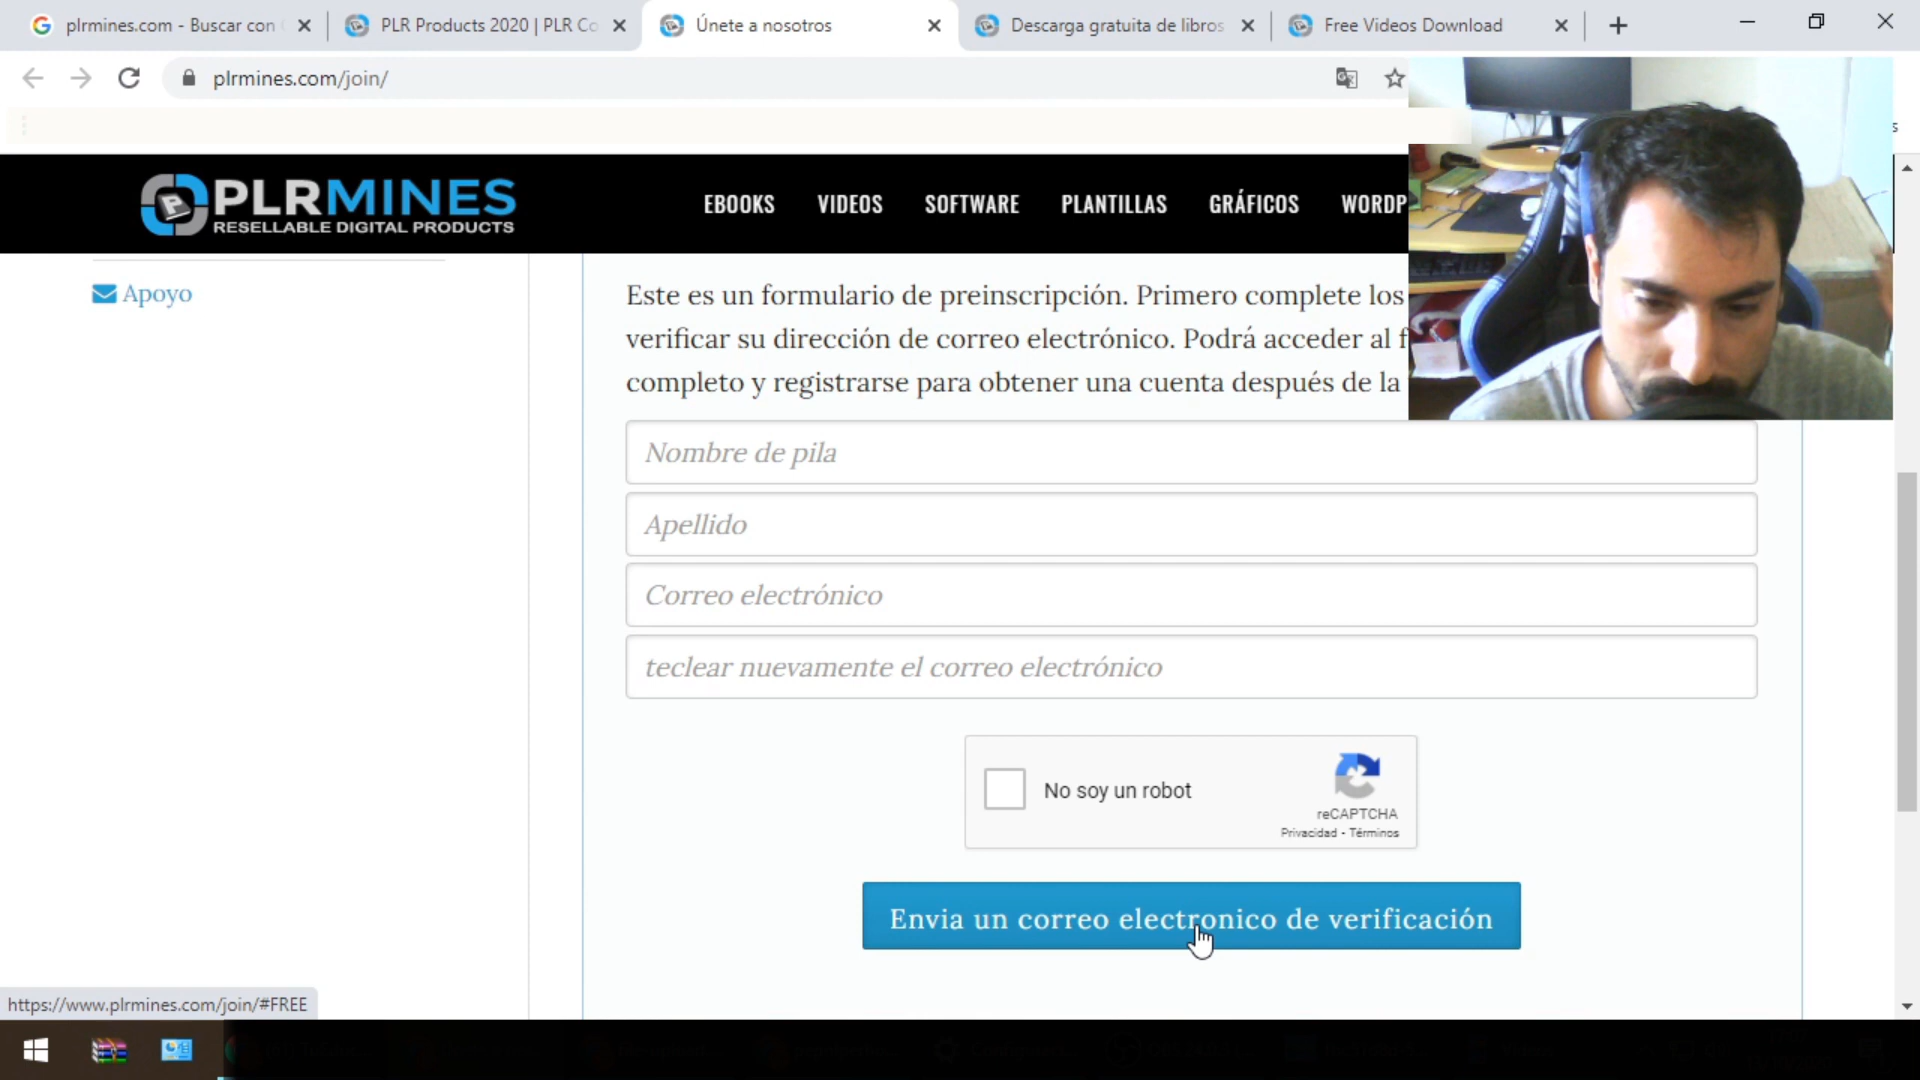 plrmines.com - Buscar con
PLR Products 2020 | PLR Co
Únete a nosotros
Descarga gratuita de libros
Free Videos Download
plrmines.com/join/
PLRMINES
RESELLABLE DIGITAL PRODUCTS
EBOOKS VIDEOS SOFTWARE PLANTILLAS GRÁFICOS WORDP
Apoyo
Este es un formulario de preinscripción. Primero complete los
verificar su dirección de correo electrónico. Podrá acceder al f
completo y registrarse para obtener una cuenta después de la
Nombre de pila
Apellido
Correo electrónico
teclear nuevamente el correo electrónico
No soy un robot
reCAPTCHA
Privacidad - Términos
Envia un correo electronico de verificación
https://www.plrmines.com/join/#FREE